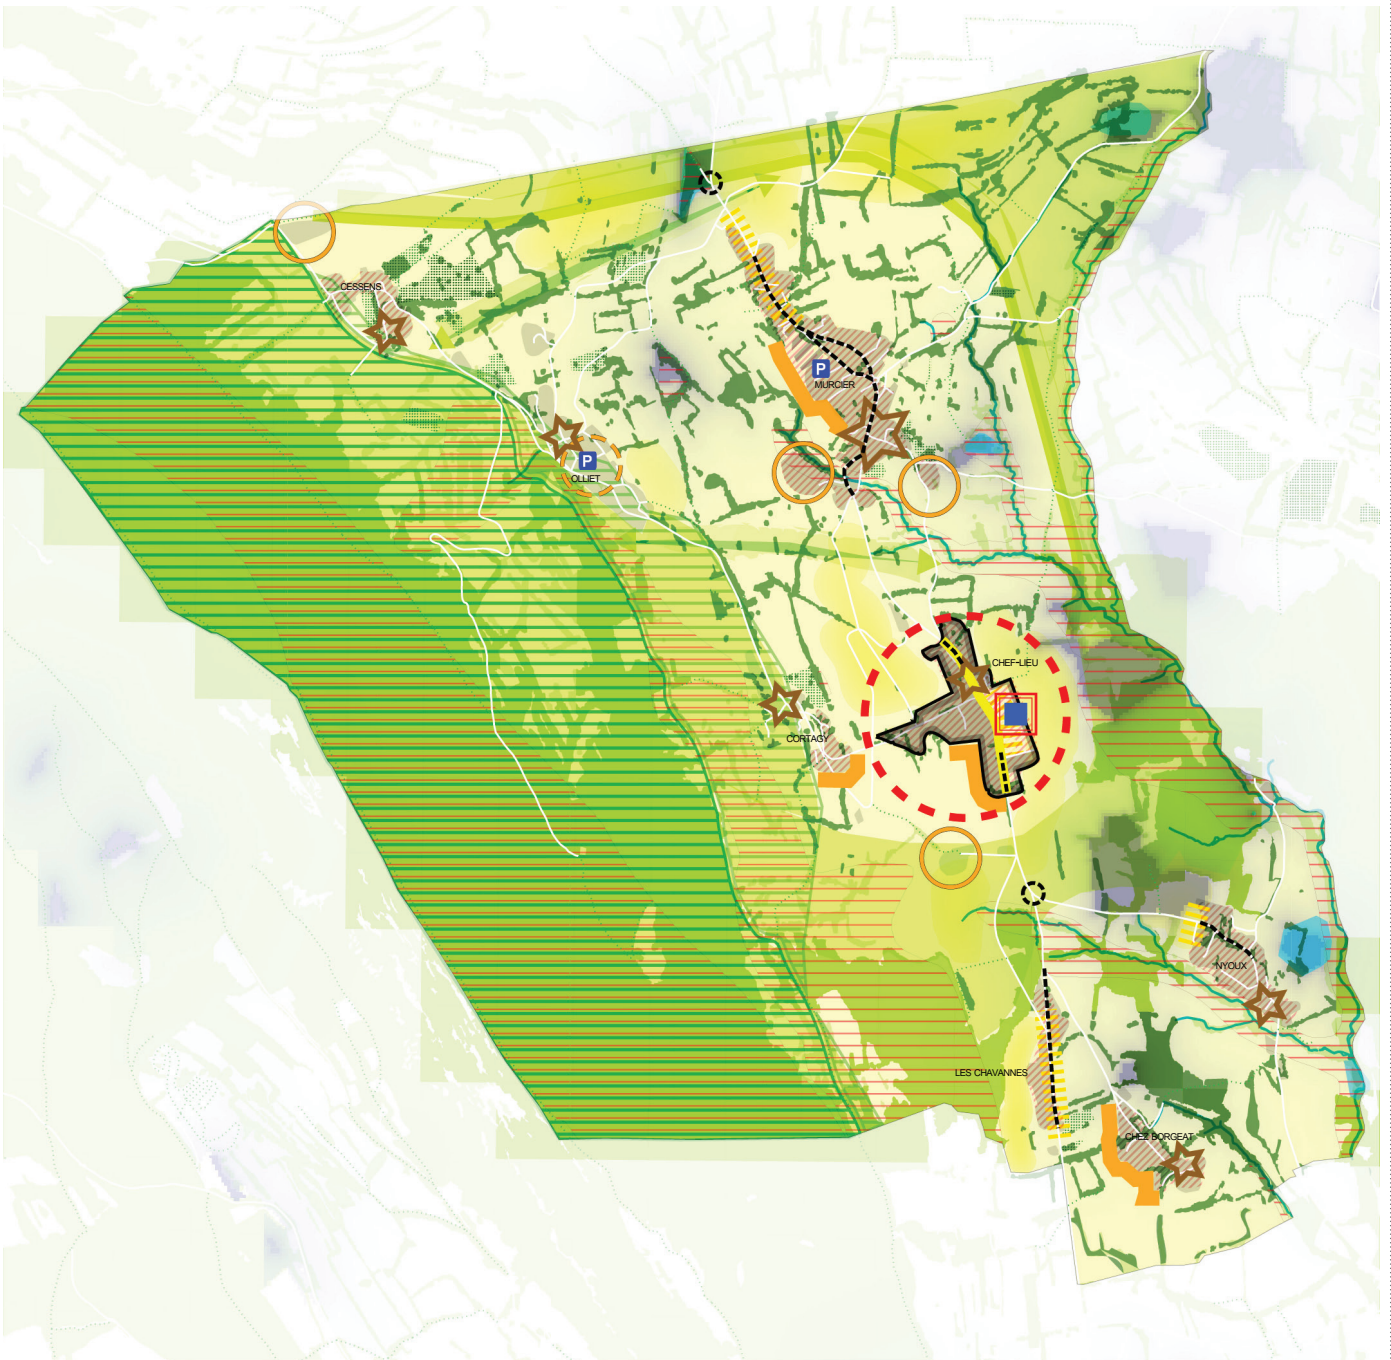 CESSENS
P
MURCIER
P
OLLIET
CHEF-LIEU
CORTAGY
NYOUX
LES CHAVANNES
CHEZ BORGEAT